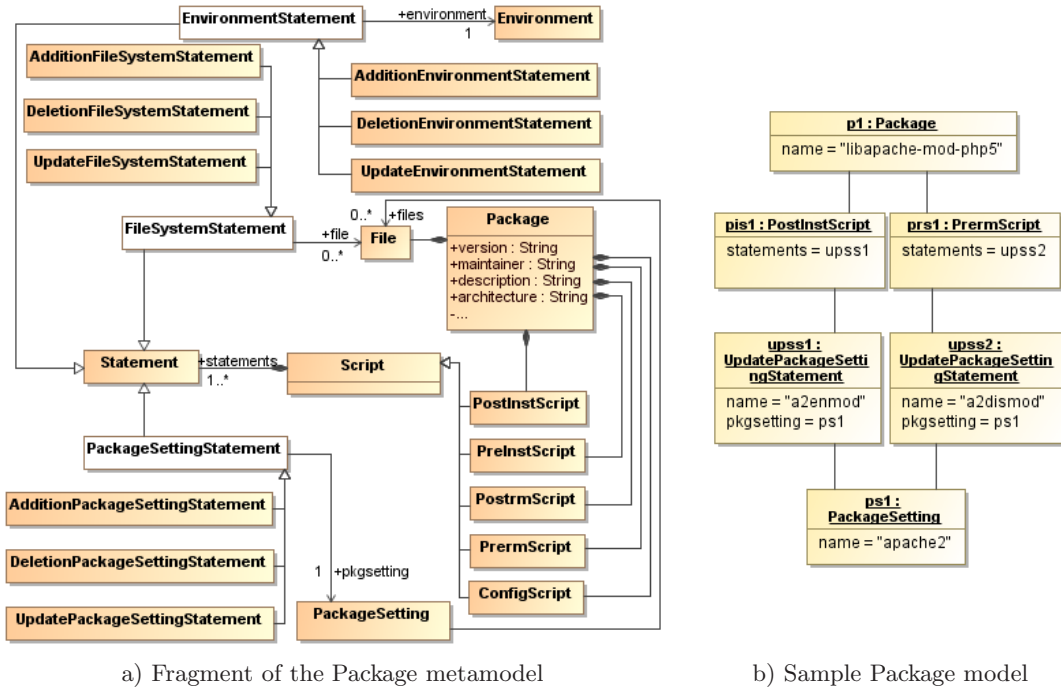 EnvironmentStatement
+environment
1
Environment
AdditionFileSystemStatement
DeletionFileSystemStatement
UpdateFileSystemStatement
AdditionEnvironmentStatement
DeletionEnvironmentStatement
UpdateEnvironmentStatement
FileSystemStatement
+file
0..*
File
0..*
+files
Package
+version : String
+maintainer : String
+description : String
+architecture : String
-...
Statement
+statements
1..*
Script
PostInstScript
PreInstScript
PostrmScript
PrermScript
ConfigScript
PackageSettingStatement
AdditionPackageSettingStatement
DeletionPackageSettingStatement
UpdatePackageSettingStatement
1
+pkgsetting
PackageSetting
a) Fragment of the Package metamodel
p1 : Package
name = "libapache-mod-php5"
pis1 : PostInstScript
statements = upss1
prs1 : PrermScript
statements = upss2
upss1 :
UpdatePackageSetti
ngStatement
name = "a2enmod"
pkgsetting = ps1
upss2 :
UpdatePackageSettin
gStatement
name = "a2dismod"
pkgsetting = ps1
ps1 :
PackageSetting
name = "apache2"
b) Sample Package model